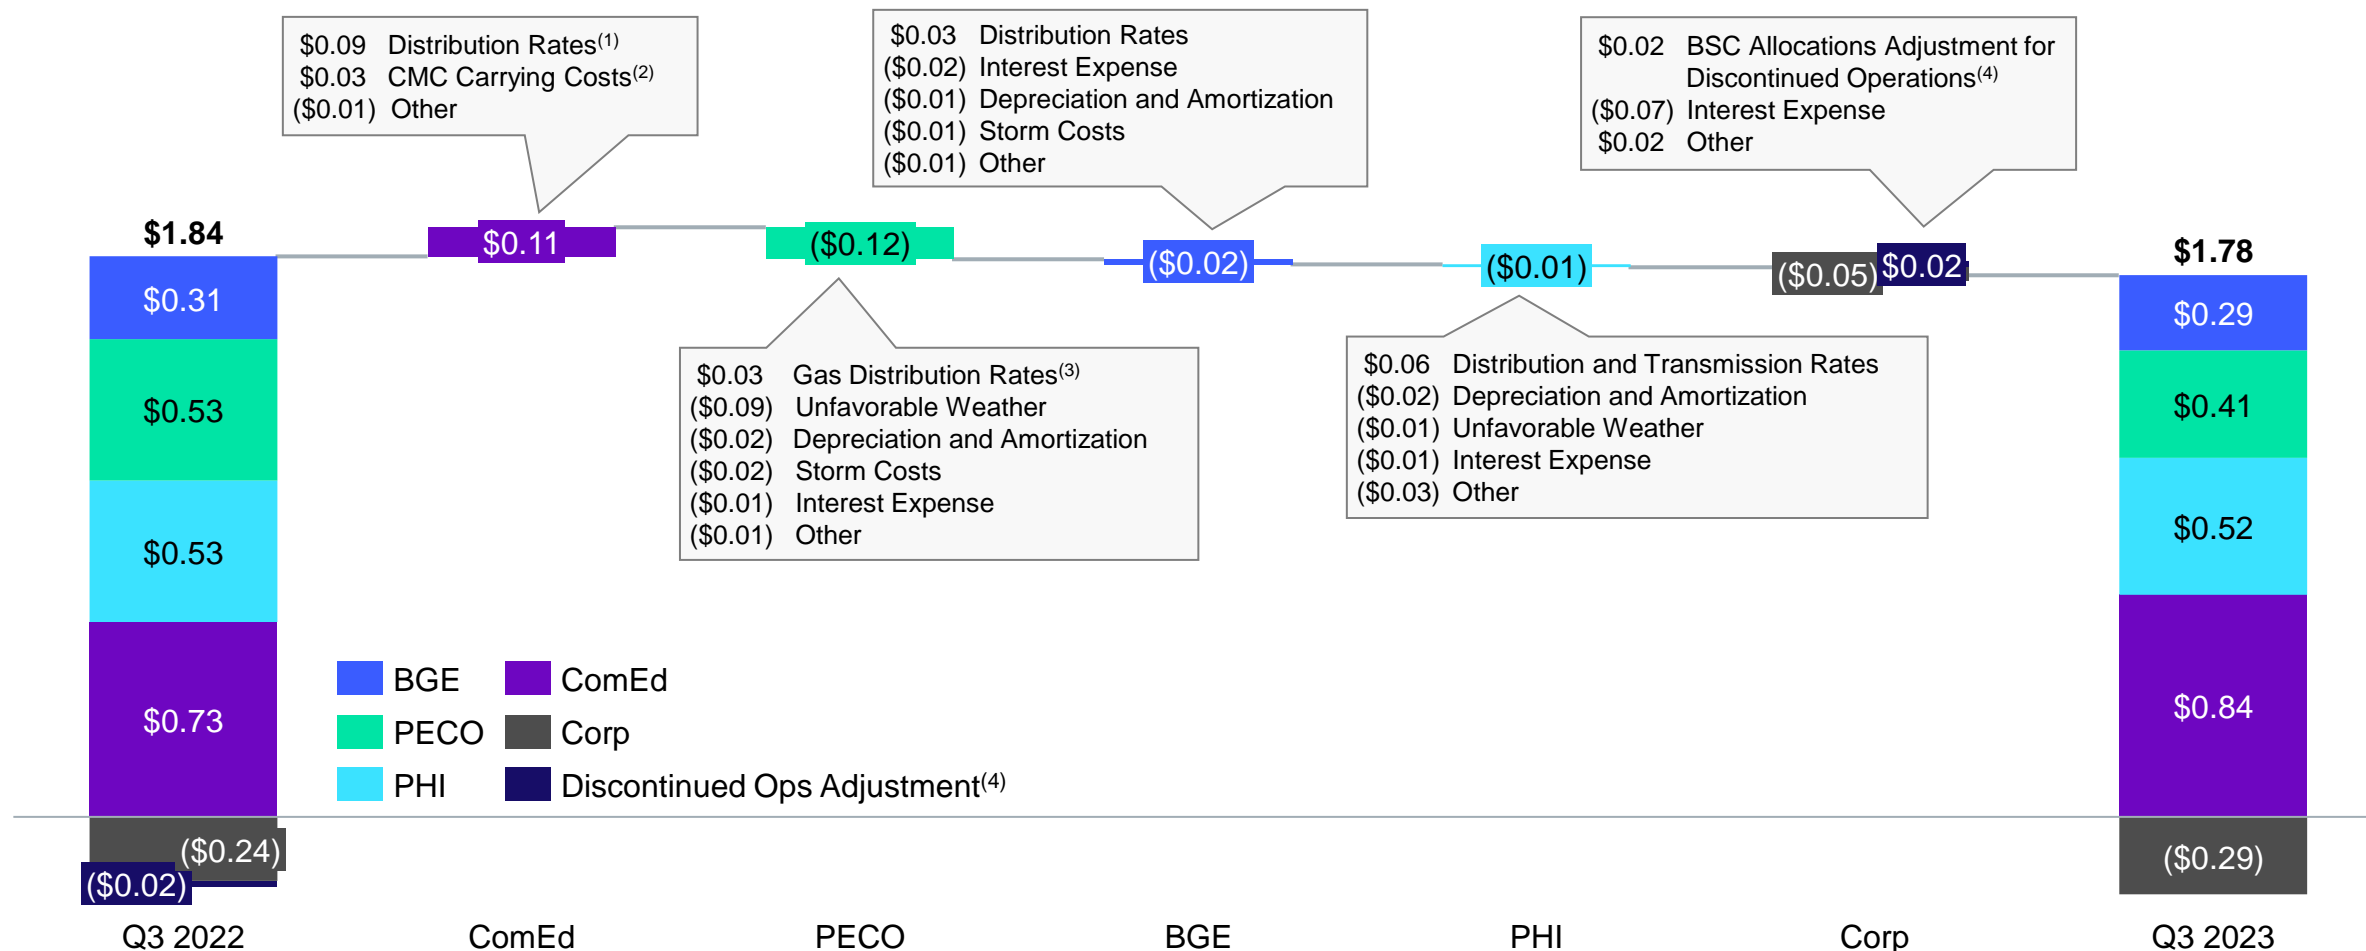 $0.09 Distribution Rates(1)
$0.03 CMC Carrying Costs(2)
($0.01) Other
$0.03 Distribution Rates
($0.02) Interest Expense
($0.01) Depreciation and Amortization
($0.01) Storm Costs
($0.01) Other
$0.02 BSC Allocations Adjustment for
Discontinued Operations(4)
($0.07) Interest Expense
$0.02 Other
$1.84
$0.11
($0.12)
($0.02)
($0.01)
($0.05)
$0.02
$1.78
$0.31
$0.53
$0.53
$0.73
($0.24)
($0.02)
$0.03 Gas Distribution Rates(3)
($0.09) Unfavorable Weather
($0.02) Depreciation and Amortization
($0.02) Storm Costs
($0.01) Interest Expense
($0.01) Other
$0.06 Distribution and Transmission Rates
($0.02) Depreciation and Amortization
($0.01) Unfavorable Weather
($0.01) Interest Expense
($0.03) Other
$0.29
$0.41
$0.52
$0.84
($0.29)
BGE
ComEd
PECO
Corp
PHI
Discontinued Ops Adjustment(4)
Q3 2022
ComEd
PECO
BGE
PHI
Corp
Q3 2023